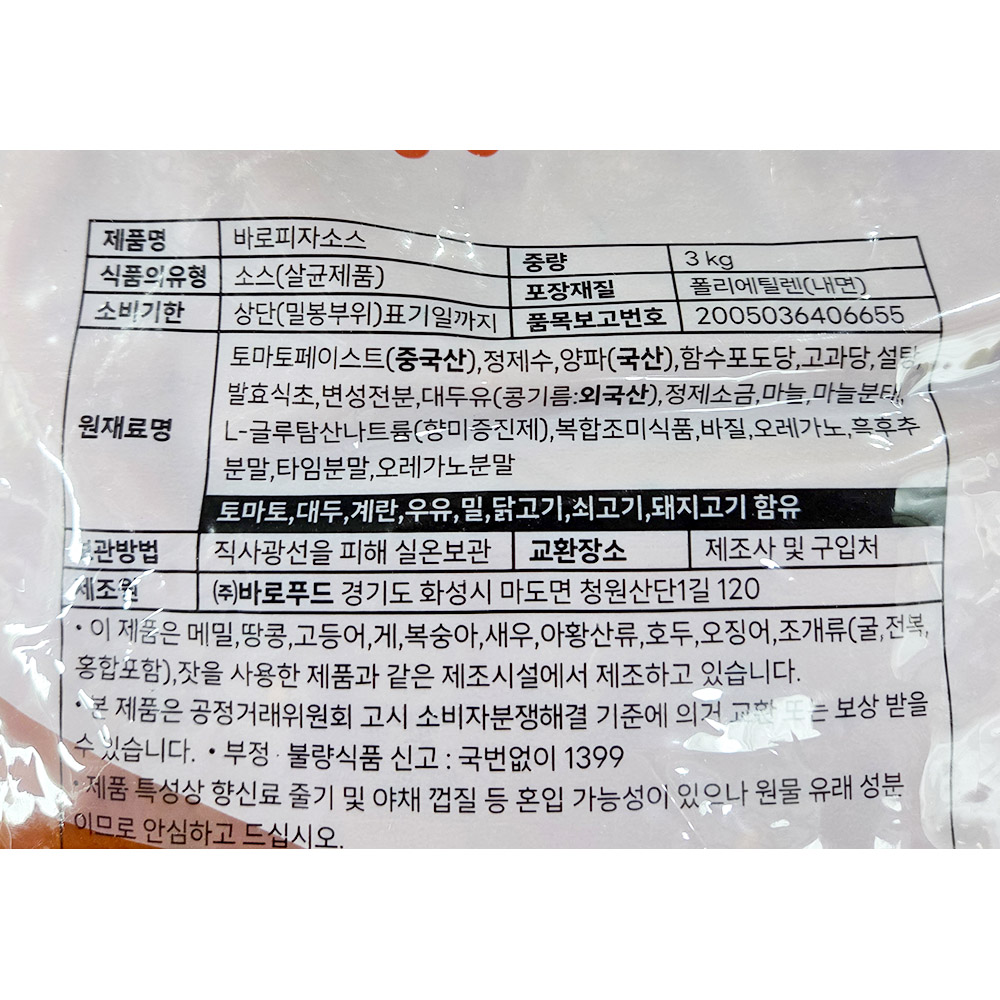 제품명 바로피자소스 중량 3 kg
식품의유형 소스(살균제품) 포장재질 폴리에틸렌(내면)
소비기한 상단(밀봉부위)표기일까지 품목보고번호 2005036406655
원재료명
토마토페이스트(중국산),정제수,양파(국산),함수포도당,고과당,설탕,
발효식초,변성전분,대두유(콩기름:외국산),정제소금,마늘,마늘분태,
L-글루탐산나트륨(향미증진제),복합조미식품,바질,오레가노,흑후추
분말,타임분말,오레가노분말
토마토,대두,계란,우유,밀,닭고기,쇠고기,돼지고기 함유
보관방법 직사광선을 피해 실온보관 교환장소 제조사 및 구입처
제조원 ㈜바로푸드 경기도 화성시 마도면 청원산단1길 120
• 이 제품은 메밀,땅콩,고등어,게,복숭아,새우,아황산류,호두,오징어,조개류(굴,전복,
홍합포함),잣을 사용한 제품과 같은 제조시설에서 제조하고 있습니다.
• 본 제품은 공정거래위원회 고시 소비자분쟁해결 기준에 의거 교환 또는 보상 받을
수 있습니다. • 부정 · 불량식품 신고 : 국번없이 1399
• 제품 특성상 향신료 줄기 및 야채 껍질 등 혼입 가능성이 있으나 원물 유래 성분
이므로 안심하고 드십시오.